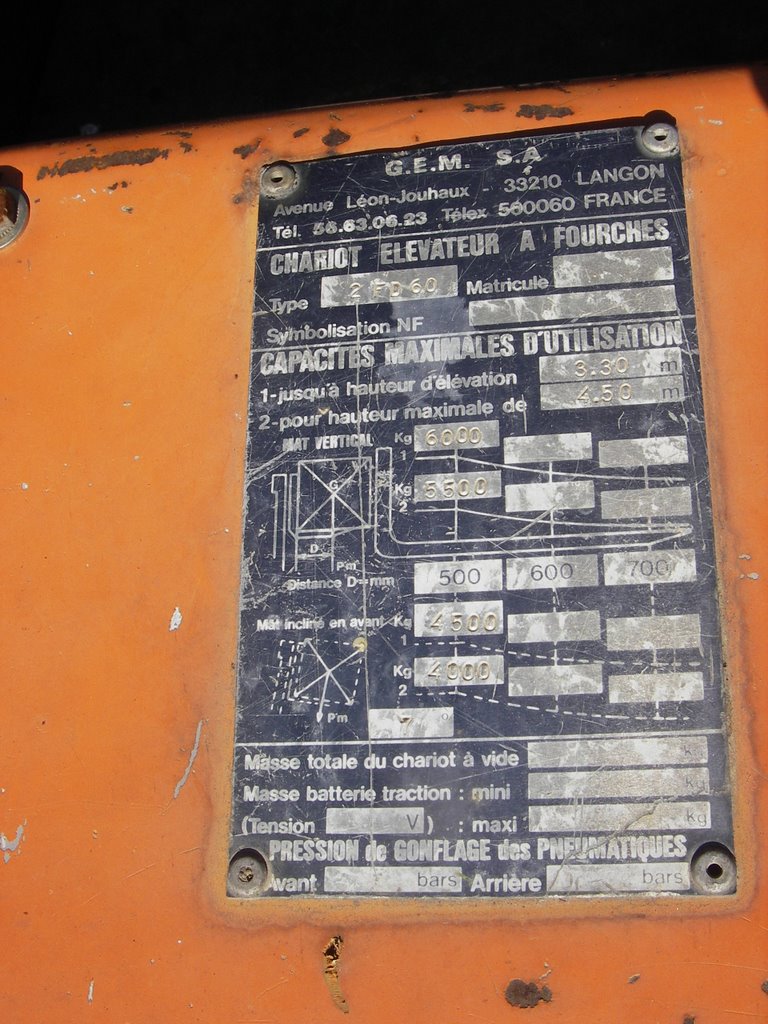 G.E.M. S.A
Avenue Léon-Jouhaux - 33210 LANGON
Tél. 56.63.06.23 Télex 560060 FRANCE
CHARIOT ELEVATEUR A FOURCHES
Type 2 FD 60 Matricule
Symbolisation NF
CAPACITES MAXIMALES D'UTILISATION
1-jusqu'à hauteur d'élévation 3.30 m
2-pour hauteur maximale de 4.50 m
MAT VERTICAL Kg 1 6000
G
Kg 2 5500
D
P'm
Distance D=mm 500 600 700
Mât incliné en avant Kg 1 4500
Kg 2 4000
P'm 7 °
Masse totale du chariot à vide kg
Masse batterie traction : mini kg
(Tension V) : maxi kg
PRESSION de GONFLAGE des PNEUMATIQUES
want bars Arrière bars